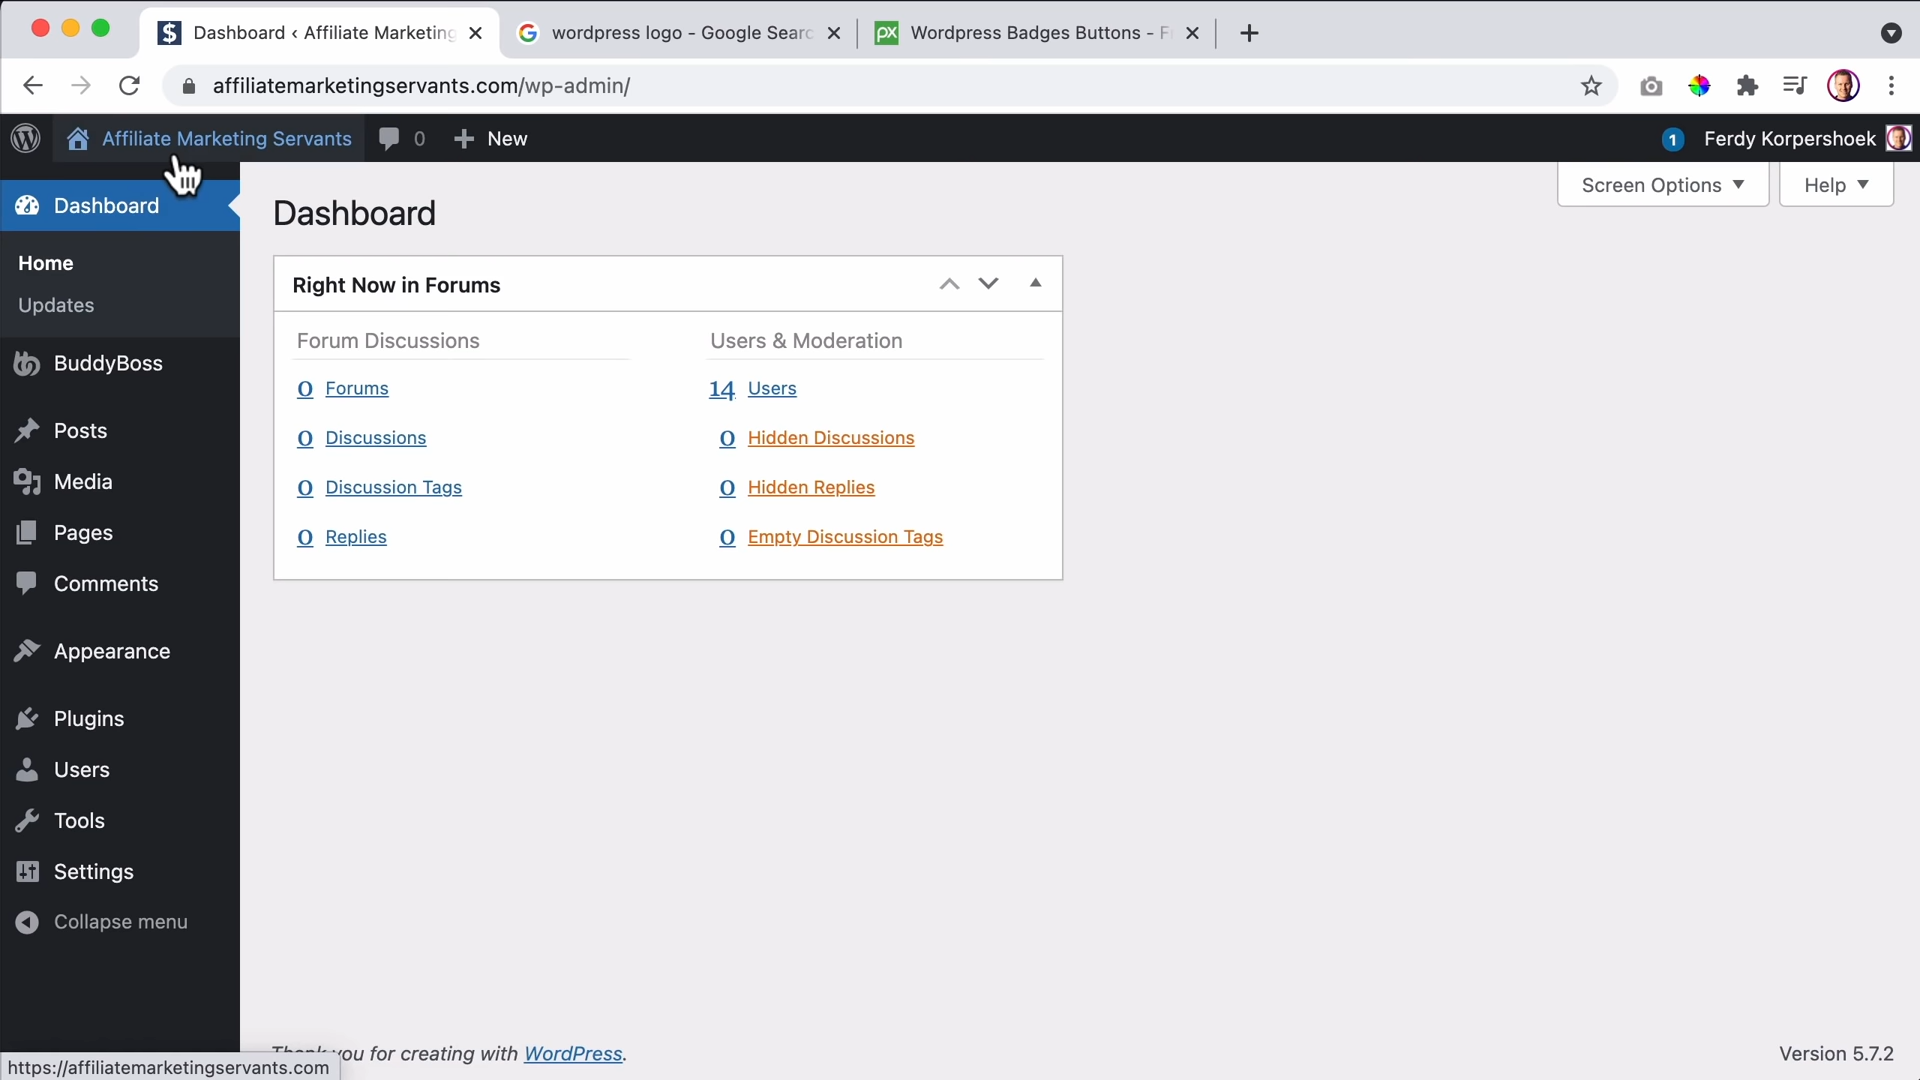 Dashboard ‹ Affiliate Marketing
wordpress logo - Google Searc
Wordpress Badges Buttons - F
affiliatemarketingservants.com/wp-admin/
Affiliate Marketing Servants
0
New
1
Ferdy Korpershoek
Screen Options
Help
Dashboard
Home
Updates
BuddyBoss
Posts
Media
Pages
Comments
Appearance
Plugins
Users
Tools
Settings
Collapse menu
Dashboard
Right Now in Forums
Forum Discussions
0 Forums
0 Discussions
0 Discussion Tags
0 Replies
Users & Moderation
14 Users
0 Hidden Discussions
0 Hidden Replies
0 Empty Discussion Tags
Thank you for creating with WordPress.
Version 5.7.2
https://affiliatemarketingservants.com